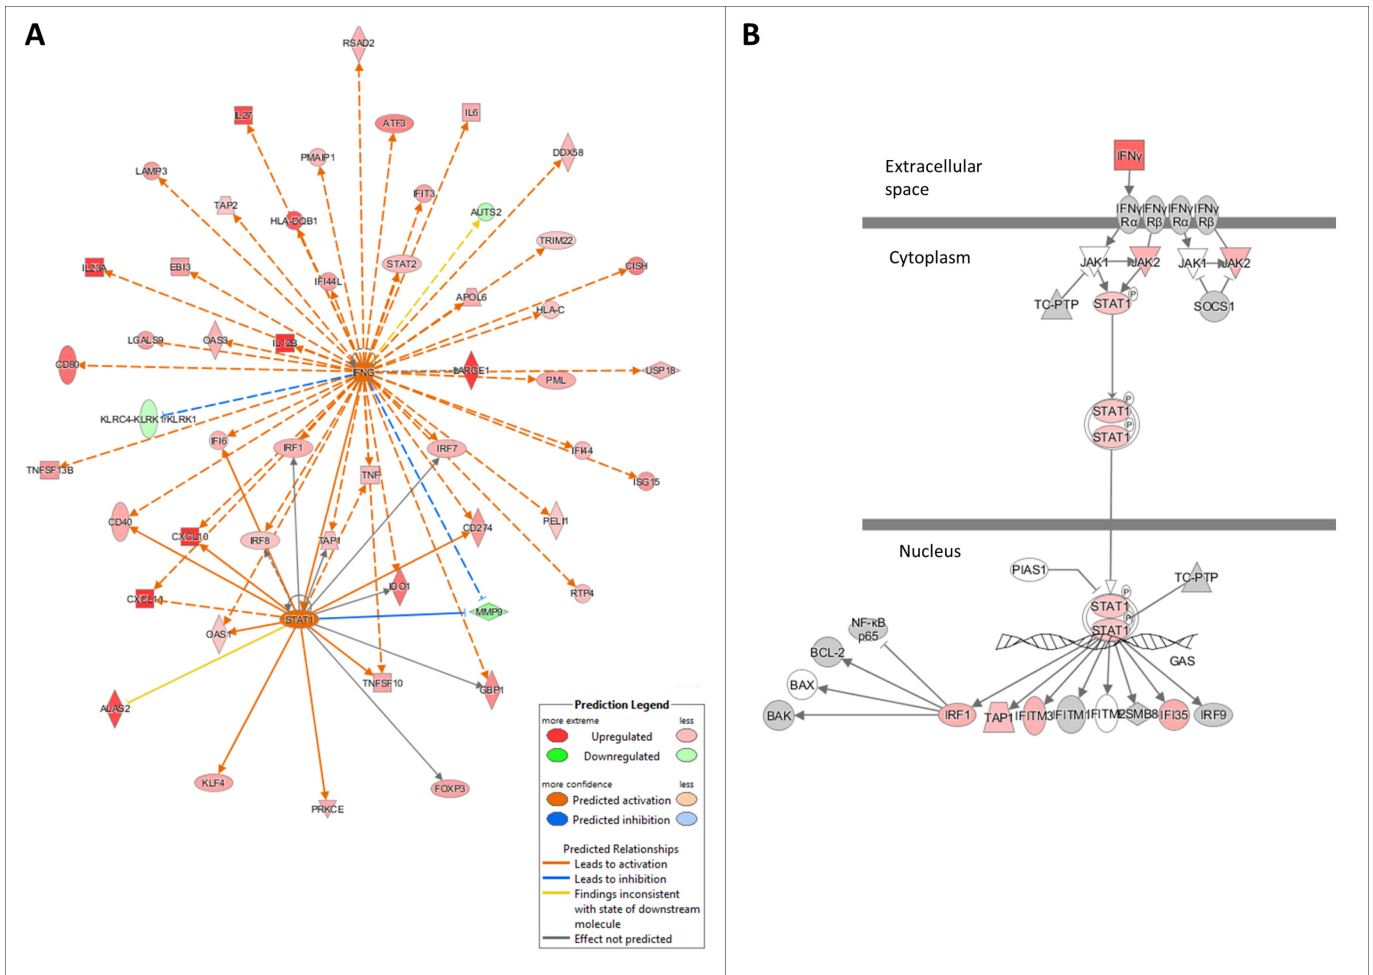 A
RSAD2
IL27
ATF3
IL6
PMAIP1
DDX58
LAMP3
IFIT3
TAP2
HLA-DQB1
AUTS2
TRIM22
IL23A
EBI3
STAT2
CISH
IFI44L
APOL6
HLA-C
LGALS9
OAS3
IL12B
CD80
IFNG
LARGE1
PML
USP18
KLRC4-KLRK1/KLRK1
IFI6
IRF1
IRF7
IFI44
TNFSF13B
TNF
ISG15
CD40
CXCL10
IRF8
TAP1
CD274
PELI1
CXCL11
IDO1
RTP4
STAT1
MMP9
OAS1
TNFSF10
GBP1
ALAS2
KLF4
PRKCE
FOXP3
Prediction Legend
more extreme less
Upregulated
Downregulated
more confidence less
Predicted activation
Predicted inhibition
Predicted Relationships
Leads to activation
Leads to inhibition
Findings inconsistent
with state of downstream
molecule
Effect not predicted
B
Extracellular
space
IFNγ
IFNγ IFNγ IFNγ IFNγ
Rα Rβ Rα Rβ
Cytoplasm
JAK1 JAK2 JAK1 JAK2
TC-PTP STAT1 P SOCS1
P
STAT1
P
STAT1
Nucleus
PIAS1
TC-PTP
P
STAT1
P
STAT1
NF-κB
p65
BCL-2
GAS
BAX
BAK
IRF1 TAP1 IFITM3 IFITM1 IFITM2 PSMB8 IFI35 IRF9